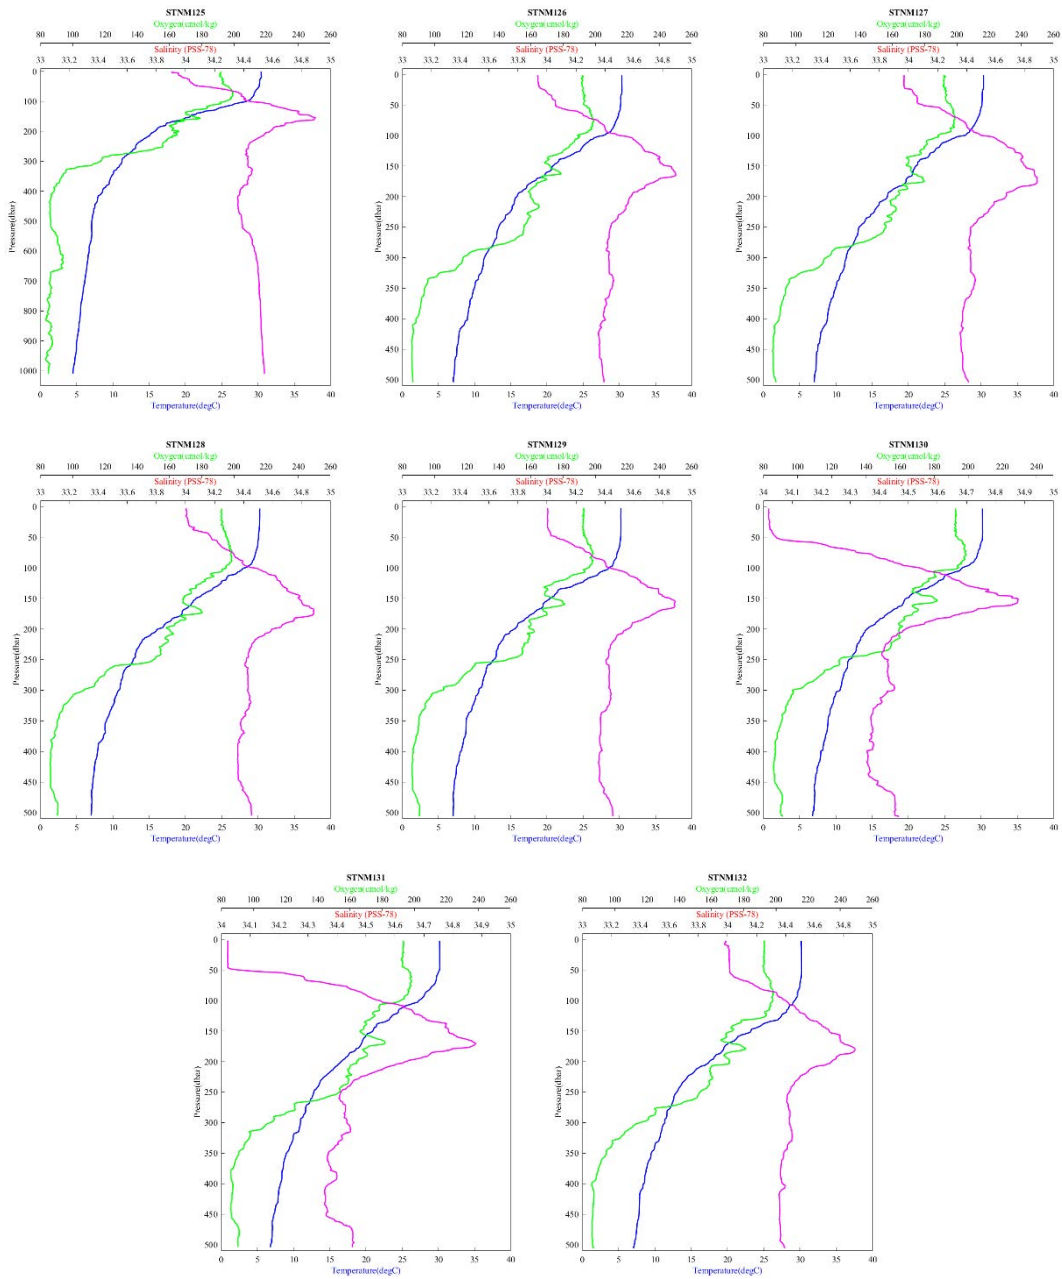 STNM125
Oxygen(umol/kg)
80 100 120 140 160 180 200 220 240 260
Salinity (PSS-78)
33 33.2 33.4 33.6 33.8 34 34.2 34.4 34.6 34.8 35
0
100
200
300
400
500
600
700
800
900
1000
Pressure(dbar)
0 5 10 15 20 25 30 35 40
Temperature(degC)
STNM126
Oxygen(umol/kg)
80 100 120 140 160 180 200 220 240 260
Salinity (PSS-78)
33 33.2 33.4 33.6 33.8 34 34.2 34.4 34.6 34.8 35
0
50
100
150
200
250
300
350
400
450
500
Pressure(dbar)
0 5 10 15 20 25 30 35 40
Temperature(degC)
STNM127
Oxygen(umol/kg)
80 100 120 140 160 180 200 220 240 260
Salinity (PSS-78)
33 33.2 33.4 33.6 33.8 34 34.2 34.4 34.6 34.8 35
0
50
100
150
200
250
300
350
400
450
500
Pressure(dbar)
0 5 10 15 20 25 30 35 40
Temperature(degC)
STNM128
Oxygen(umol/kg)
80 100 120 140 160 180 200 220 240 260
Salinity (PSS-78)
33 33.2 33.4 33.6 33.8 34 34.2 34.4 34.6 34.8 35
0
50
100
150
200
250
300
350
400
450
500
Pressure(dbar)
0 5 10 15 20 25 30 35 40
Temperature(degC)
STNM129
Oxygen(umol/kg)
80 100 120 140 160 180 200 220 240 260
Salinity (PSS-78)
33 33.2 33.4 33.6 33.8 34 34.2 34.4 34.6 34.8 35
0
50
100
150
200
250
300
350
400
450
500
Pressure(dbar)
0 5 10 15 20 25 30 35 40
Temperature(degC)
STNM130
Oxygen(umol/kg)
80 100 120 140 160 180 200 220 240
Salinity (PSS-78)
34 34.1 34.2 34.3 34.4 34.5 34.6 34.7 34.8 34.9 35
0
50
100
150
200
250
300
350
400
450
500
Pressure(dbar)
0 5 10 15 20 25 30 35 40
Temperature(degC)
STNM131
Oxygen(umol/kg)
80 100 120 140 160 180 200 220 240 260
Salinity (PSS-78)
34 34.1 34.2 34.3 34.4 34.5 34.6 34.7 34.8 34.9 35
0
50
100
150
200
250
300
350
400
450
500
Pressure(dbar)
0 5 10 15 20 25 30 35 40
Temperature(degC)
STNM132
Oxygen(umol/kg)
80 100 120 140 160 180 200 220 240 260
Salinity (PSS-78)
33 33.2 33.4 33.6 33.8 34 34.2 34.4 34.6 34.8 35
0
50
100
150
200
250
300
350
400
450
500
Pressure(dbar)
0 5 10 15 20 25 30 35 40
Temperature(degC)